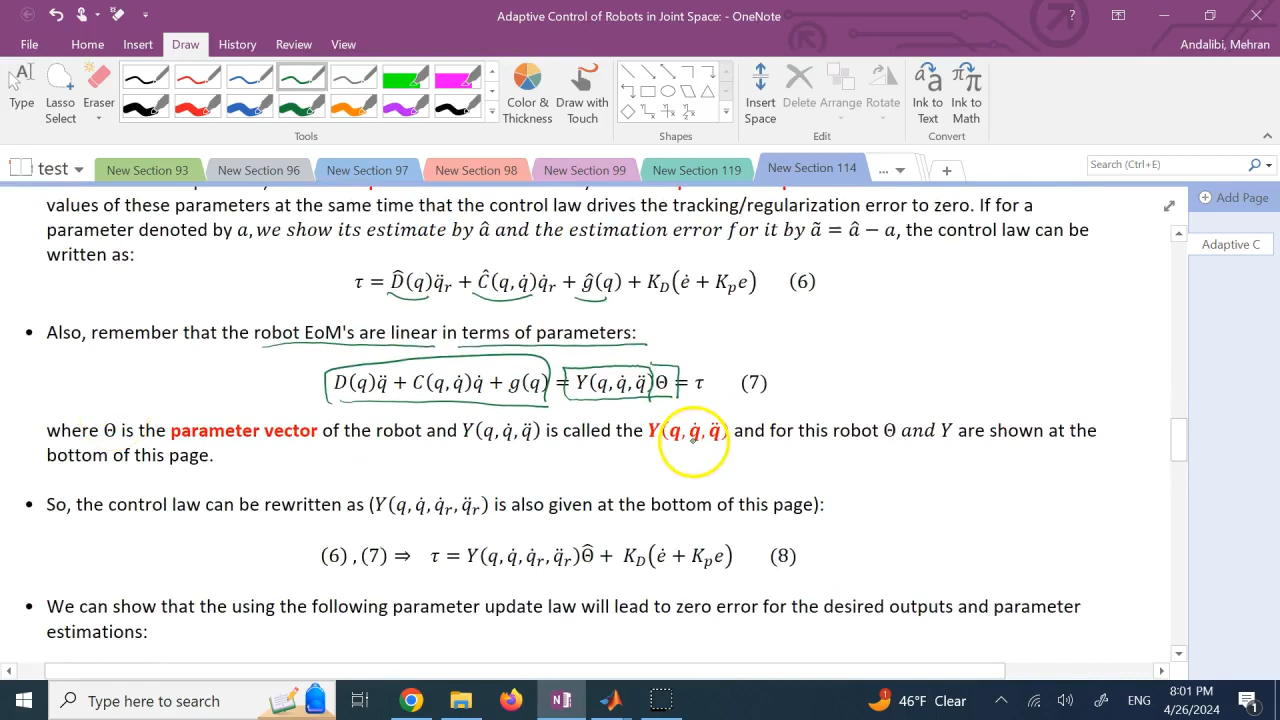 Adaptive Control of Robots in Joint Space: - OneNote
File Home Insert Draw History Review View
Andalibi, Mehran
Type Lasso Select Eraser Color & Thickness Draw with Touch Insert Space Delete Arrange Rotate Ink to Text Ink to Math
Tools Shapes Edit Convert
test New Section 93 New Section 96 New Section 97 New Section 98 New Section 99 New Section 119 New Section 114 ... Search (Ctrl+E)
Add Page
Adaptive C
values of these parameters at the same time that the control law drives the tracking/regularization error to zero. If for a
parameter denoted by a, we show its estimate by â and the estimation error for it by ã = â − a, the control law can be
written as:
τ = D̂(q)q̈ᵣ + Ĉ(q, q̇)q̇ᵣ + ĝ(q) + K_D(ė + K_p e) (6)
• Also, remember that the robot EoM's are linear in terms of parameters:
D(q)q̈ + C(q, q̇)q̇ + g(q) = Y(q, q̇, q̈)Θ = τ (7)
where Θ is the parameter vector of the robot and Y(q, q̇, q̈) is called the Y(q, q̇, q̈) and for this robot Θ and Y are shown at the
bottom of this page.
• So, the control law can be rewritten as (Y(q, q̇, q̇ᵣ, q̈ᵣ) is also given at the bottom of this page):
(6) , (7) ⇒ τ = Y(q, q̇, q̇ᵣ, q̈ᵣ)Θ̂ + K_D(ė + K_p e) (8)
• We can show that the using the following parameter update law will lead to zero error for the desired outputs and parameter
estimations:
Type here to search
46°F Clear
ENG
8:01 PM
4/26/2024